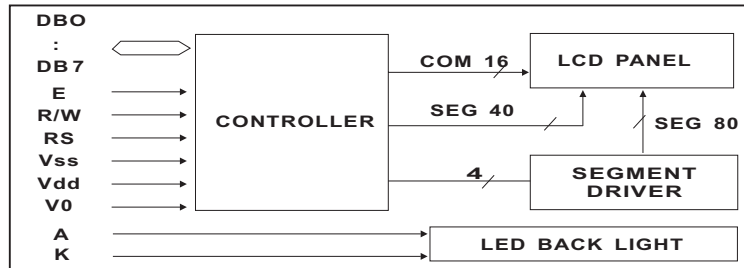 DBO
:
DB7
E
R/W
RS
Vss
Vdd
V0
A
K
CONTROLLER
COM 16
SEG 40
4
LCD PANEL
SEG 80
SEGMENT
DRIVER
LED BACK LIGHT